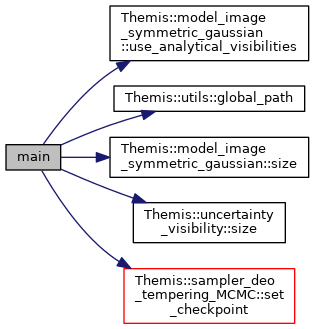 Themis::model_image
_symmetric_gaussian
::use_analytical_visibilities
Themis::utils::global_path
main
Themis::model_image
_symmetric_gaussian::size
Themis::uncertainty
_visibility::size
Themis::sampler_deo
_tempering_MCMC::set
_checkpoint